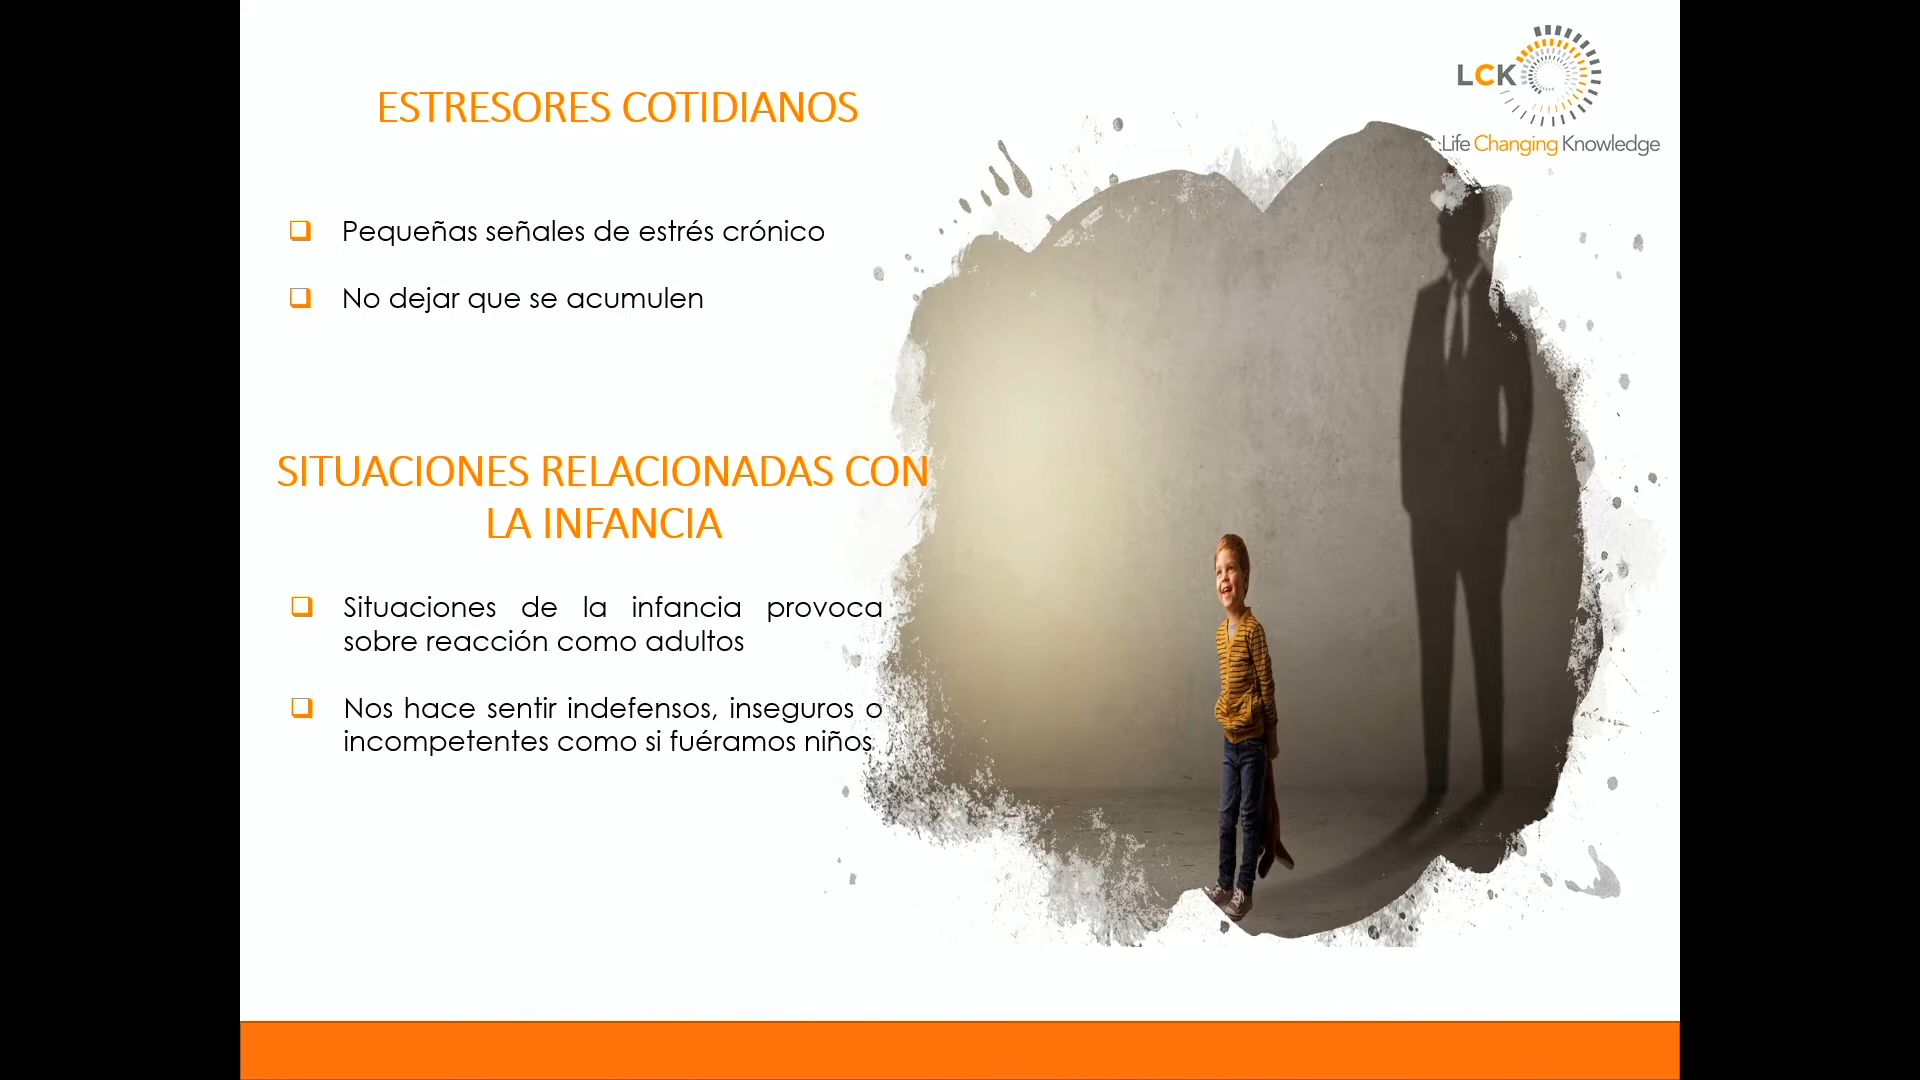 LCK
Life Changing Knowledge
ESTRESORES COTIDIANOS
Pequeñas señales de estrés crónico
No dejar que se acumulen
SITUACIONES RELACIONADAS CON
LA INFANCIA
Situaciones de la infancia provoca
sobre reacción como adultos
Nos hace sentir indefensos, inseguros o
incompetentes como si fuéramos niños